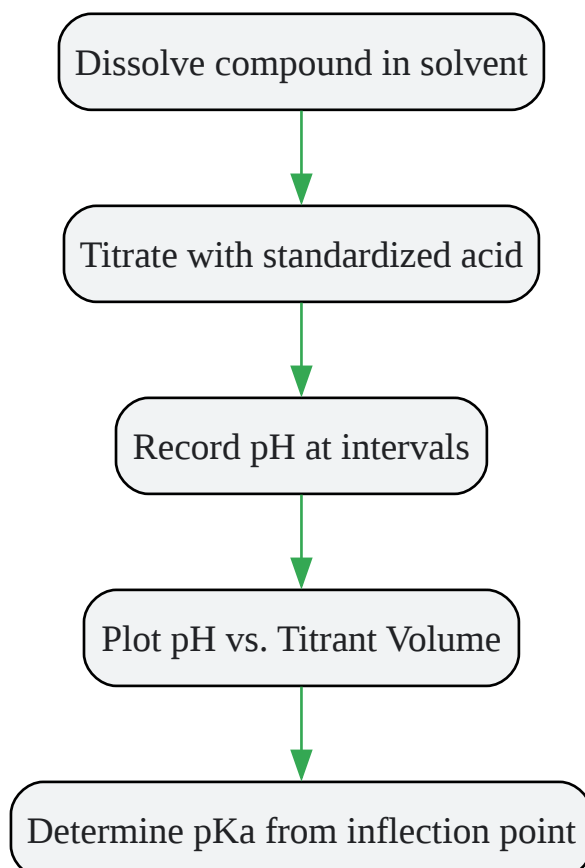 Dissolve compound in solvent
Titrate with standardized acid
Record pH at intervals
Plot pH vs. Titrant Volume
Determine pKa from inflection point